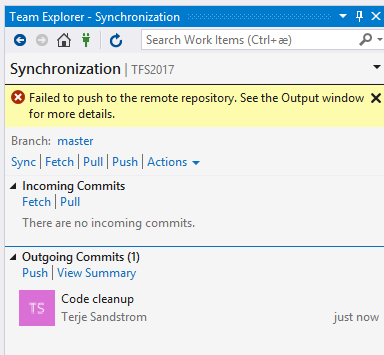 Team Explorer - Synchronization
Search Work Items (Ctrl+æ)
Synchronization | TFS2017
Failed to push to the remote repository. See the Output window
for more details.
Branch: master
Sync | Fetch | Pull | Push | Actions
Incoming Commits
Fetch | Pull
There are no incoming commits.
Outgoing Commits (1)
Push | View Summary
TS
Code cleanup
Terje Sandstrom just now